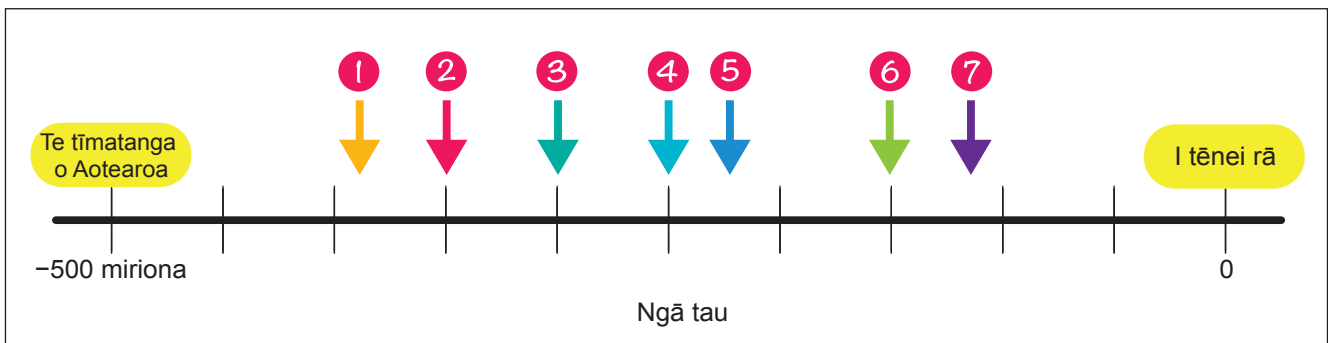 1 2 3 4 5 6 7
Te tīmatanga
o Aotearoa
I tēnei rā
−500 miriona
0
Ngā tau